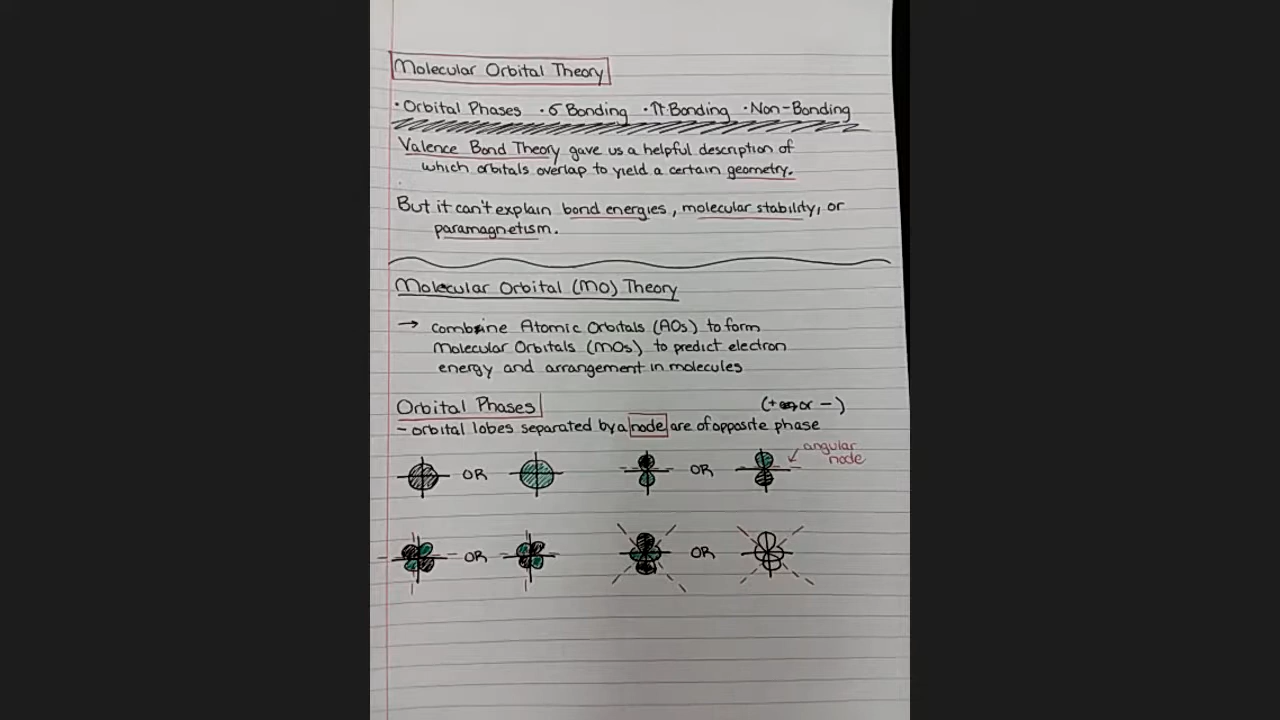 Molecular Orbital Theory
· Orbital Phases · σ Bonding · π Bonding · Non-Bonding
Valence Bond Theory gave us a helpful description of
which orbitals overlap to yield a certain geometry.
But it can't explain bond energies, molecular stability, or
paramagnetism.
Molecular Orbital (MO) Theory
→ combine Atomic Orbitals (AOs) to form
Molecular Orbitals (MOs) to predict electron
energy and arrangement in molecules
Orbital Phases (+ or −)
- orbital lobes separated by a node are of opposite phase
angular
node
OR OR
OR OR